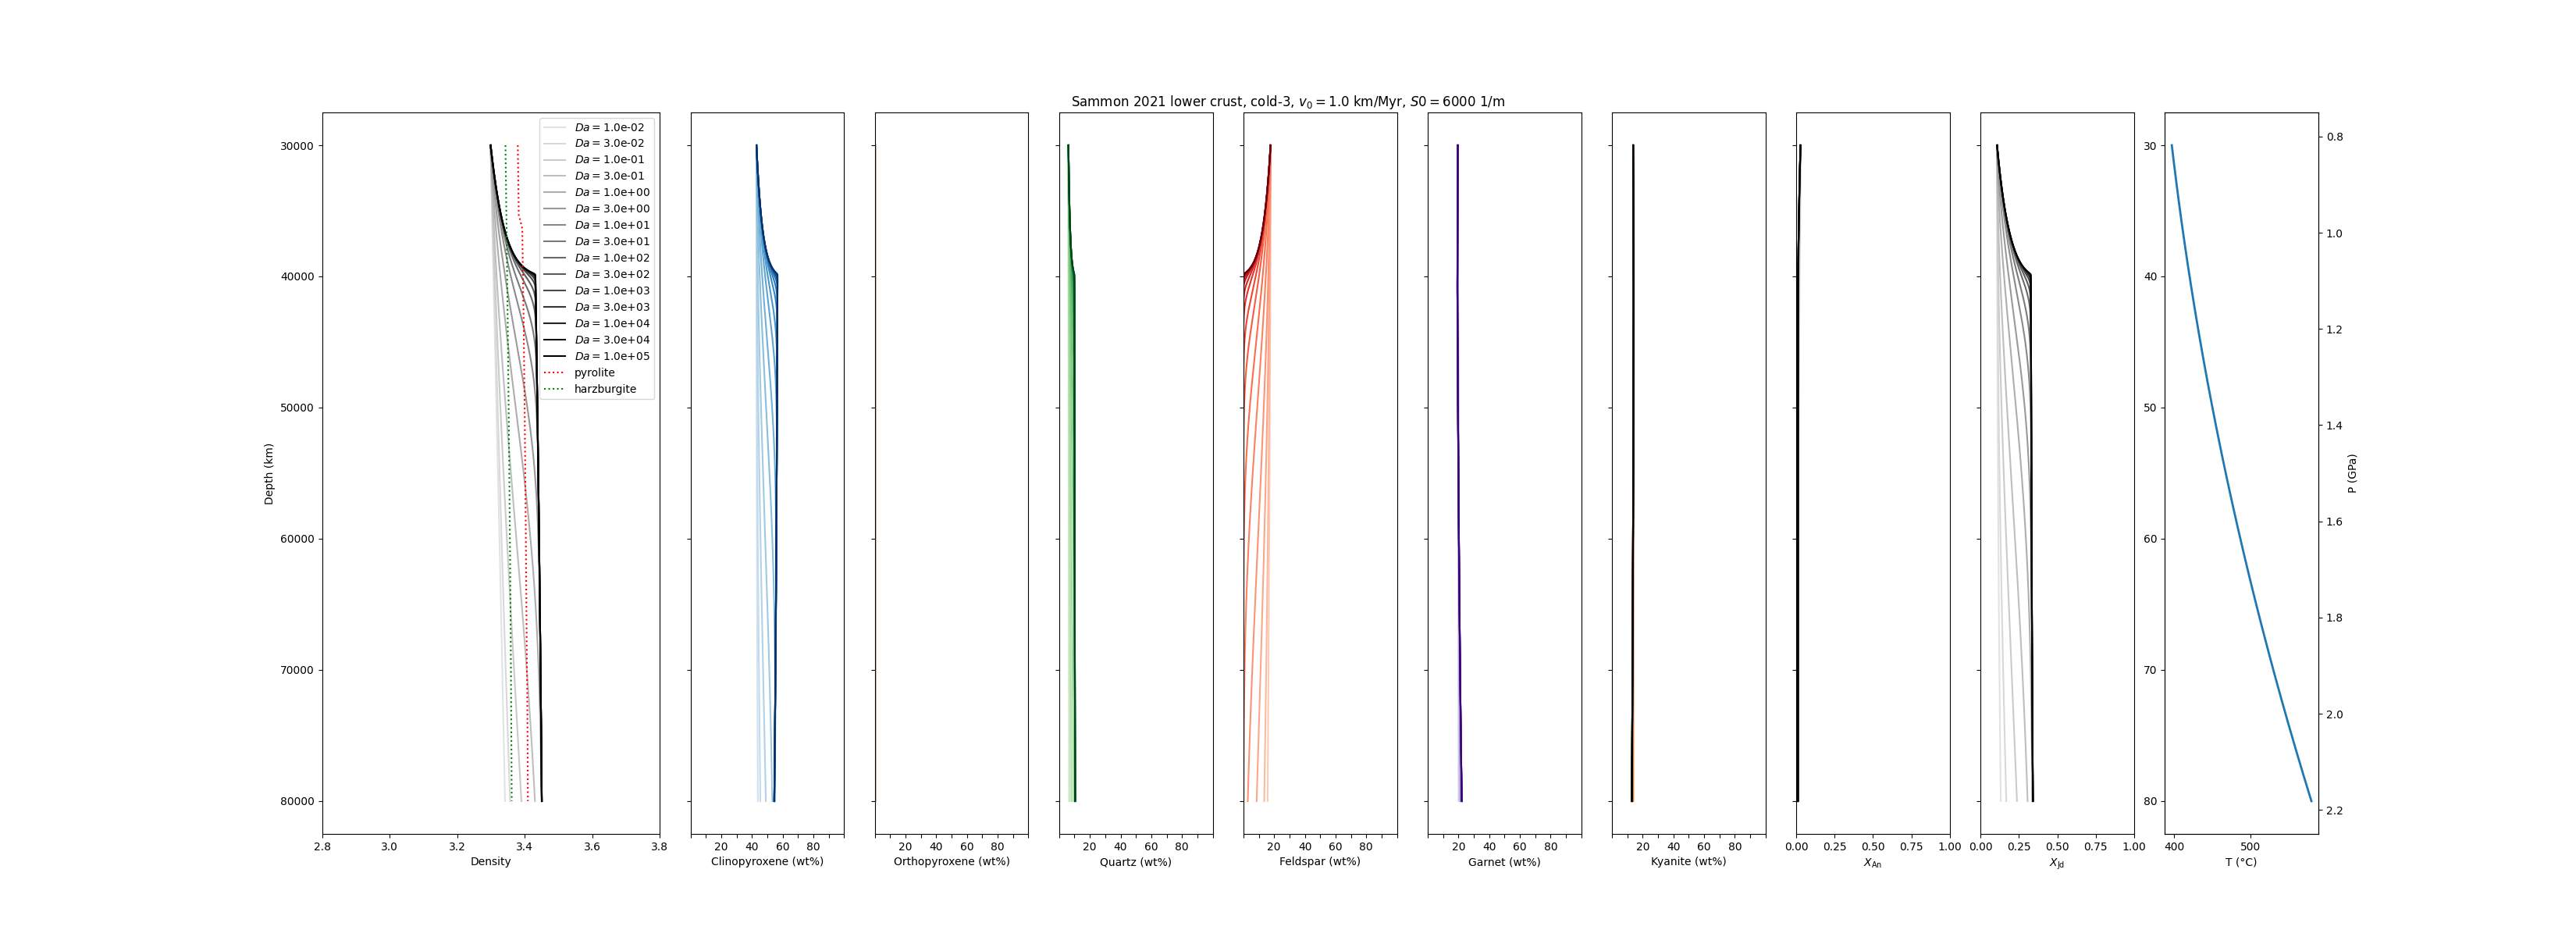 Sammon 2021 lower crust, cold-3, v₀ = 1.0 km/Myr, S0 = 6000 1/m
Da = 1.0e-02
Da = 3.0e-02
Da = 1.0e-01
Da = 3.0e-01
Da = 1.0e+00
Da = 3.0e+00
Da = 1.0e+01
Da = 3.0e+01
Da = 1.0e+02
Da = 3.0e+02
Da = 1.0e+03
Da = 3.0e+03
Da = 1.0e+04
Da = 3.0e+04
Da = 1.0e+05
pyrolite
harzburgite
Depth (km)
30000
40000
50000
60000
70000
80000
2.8 3.0 3.2 3.4 3.6 3.8
Density
20 40 60 80
Clinopyroxene (wt%)
20 40 60 80
Orthopyroxene (wt%)
20 40 60 80
Quartz (wt%)
20 40 60 80
Feldspar (wt%)
20 40 60 80
Garnet (wt%)
20 40 60 80
Kyanite (wt%)
0.00 0.25 0.50 0.75 1.00
X_An
0.00 0.25 0.50 0.75 1.00
X_Jd
30
40
50
60
70
80
400 500
T (°C)
0.8
1.0
1.2
1.4
1.6
1.8
2.0
2.2
P (GPa)